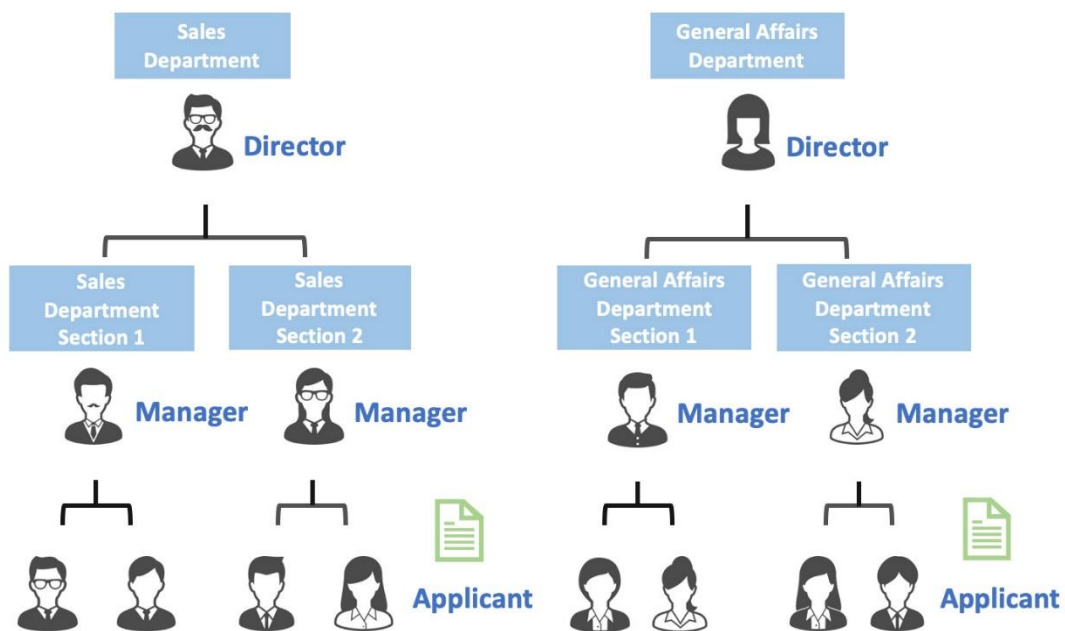 Sales
Department
General Affairs
Department
Director
Director
Sales
Department
Section 1
Sales
Department
Section 2
General Affairs
Department
Section 1
General Affairs
Department
Section 2
Manager
Manager
Manager
Manager
Applicant
Applicant